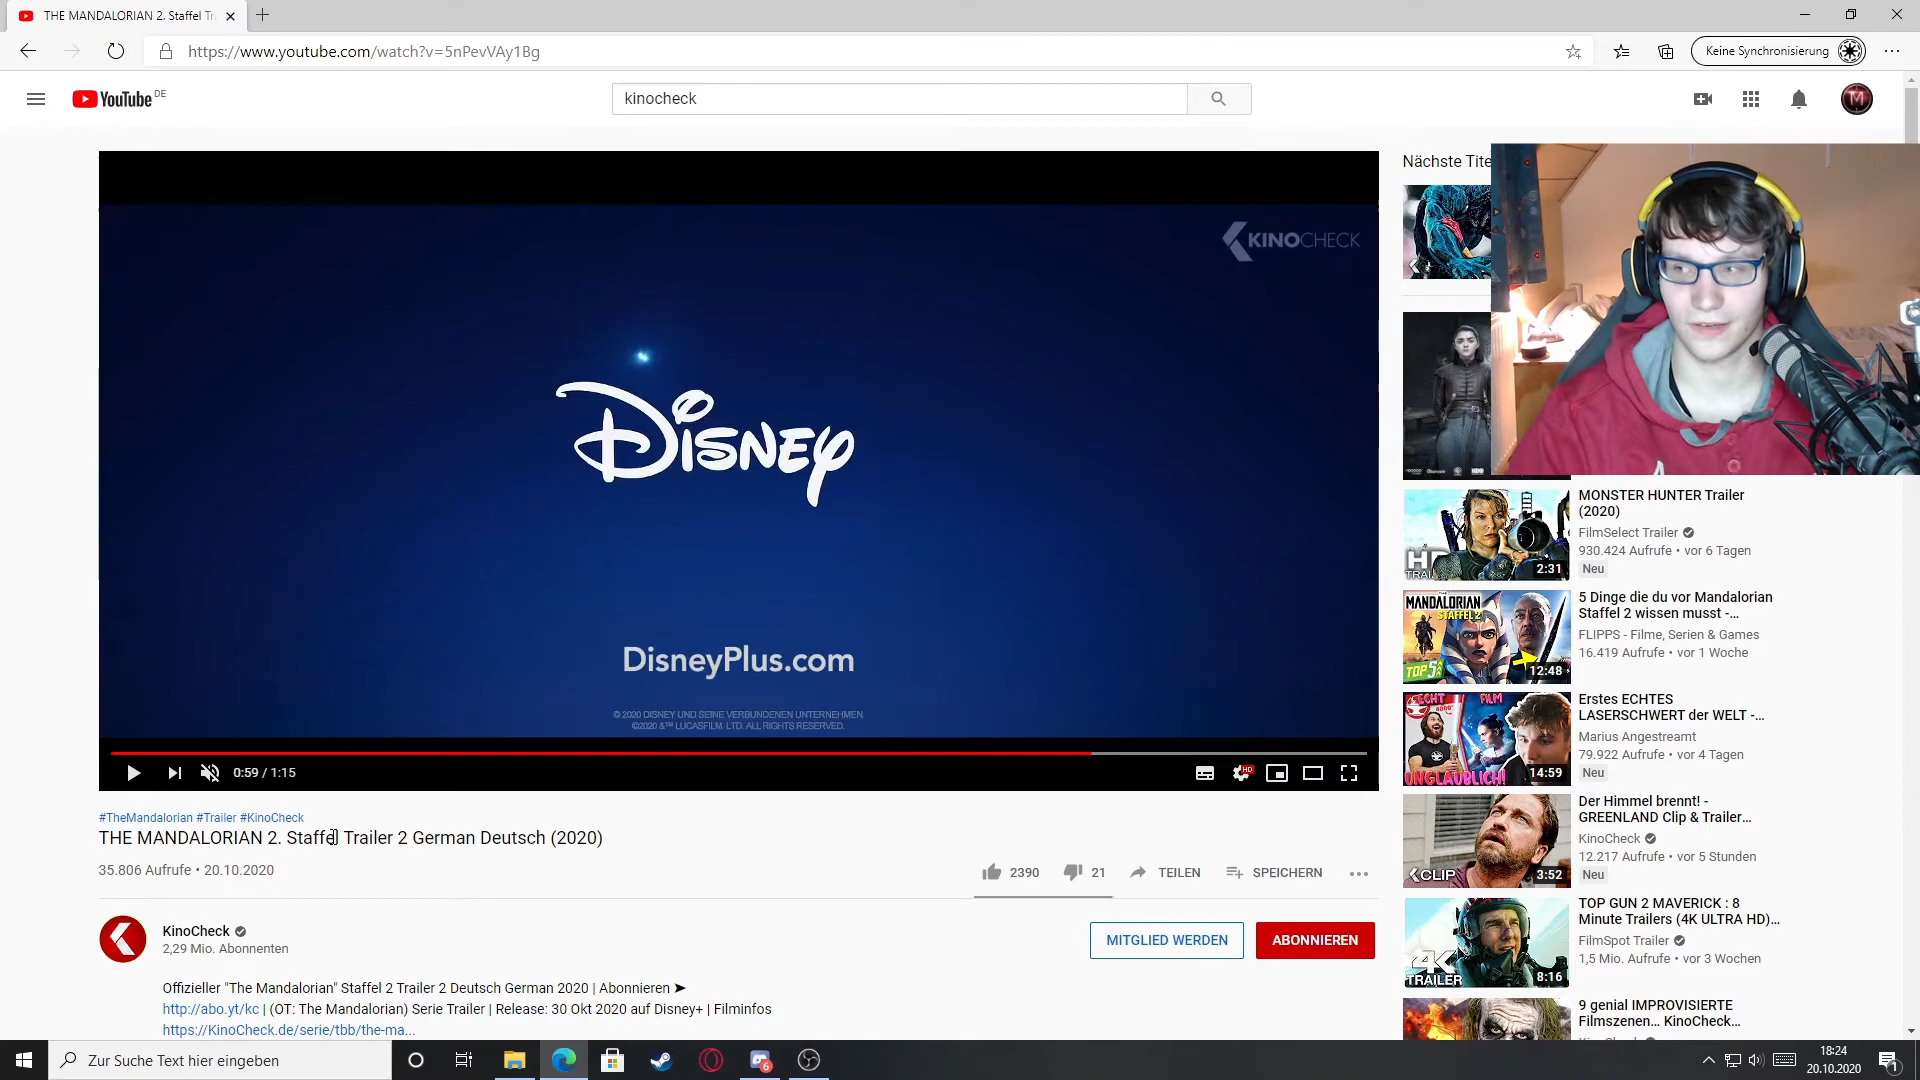 THE MANDALORIAN 2. Staffel Tr
https://www.youtube.com/watch?v=5nPevVAy1Bg
Keine Synchronisierung
YouTube DE
kinocheck
KINOCHECK
DISNEY
DisneyPlus.com
© 2020 DISNEY UND SEINE VERBUNDENEN UNTERNEHMEN.
©2020 &™ LUCASFILM LTD. ALL RIGHTS RESERVED.
0:59 / 1:15
HD
#TheMandalorian #Trailer #KinoCheck
THE MANDALORIAN 2. Staffel Trailer 2 German Deutsch (2020)
35.806 Aufrufe • 20.10.2020
2390
21
TEILEN
SPEICHERN
KinoCheck
2,29 Mio. Abonnenten
MITGLIED WERDEN
ABONNIEREN
Offizieller "The Mandalorian" Staffel 2 Trailer 2 Deutsch German 2020 | Abonnieren ➤
http://abo.yt/kc | (OT: The Mandalorian) Serie Trailer | Release: 30 Okt 2020 auf Disney+ | Filminfos
https://KinoCheck.de/serie/tbb/the-ma...
Nächste Tite
HD
TRAI
2:31
MONSTER HUNTER Trailer
(2020)
FilmSelect Trailer
930.424 Aufrufe • vor 6 Tagen
Neu
MANDALORIAN
STAFFEL 2
TOP 5
12:48
5 Dinge die du vor Mandalorian
Staffel 2 wissen musst -...
FLIPPS - Filme, Serien & Games
16.419 Aufrufe • vor 1 Woche
ECHT
FILM
UNGLAUBLICH!
14:59
Erstes ECHTES
LASERSCHWERT der WELT -...
Marius Angestreamt
79.922 Aufrufe • vor 4 Tagen
Neu
CLIP
3:52
Der Himmel brennt! -
GREENLAND Clip & Trailer...
KinoCheck
12.217 Aufrufe • vor 5 Stunden
Neu
4K
TRAILER
8:16
TOP GUN 2 MAVERICK : 8
Minute Trailers (4K ULTRA HD)...
FilmSpot Trailer
1,5 Mio. Aufrufe • vor 3 Wochen
9 genial IMPROVISIERTE
Filmszenen... KinoCheck...
Zur Suche Text hier eingeben
6
18:24
20.10.2020
1